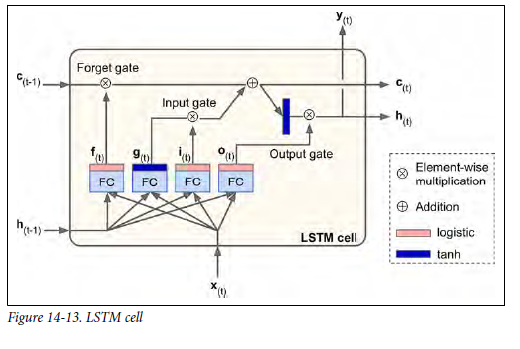 y(t)
Forget gate
c(t-1)
c(t)
Input gate
h(t)
f(t)
g(t)
i(t)
o(t)
Output gate
FC
FC
FC
FC
Element-wise
multiplication
Addition
logistic
tanh
h(t-1)
LSTM cell
x(t)
Figure 14-13. LSTM cell